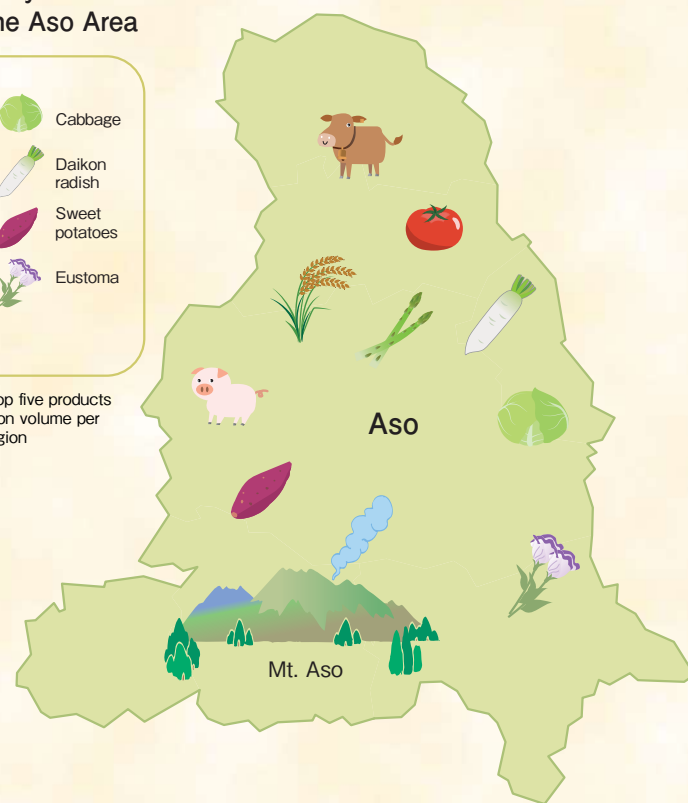 ne Aso Area
Cabbage
Daikon
radish
Sweet
potatoes
Eustoma
op five products
on volume per
gion
Aso
Mt. Aso